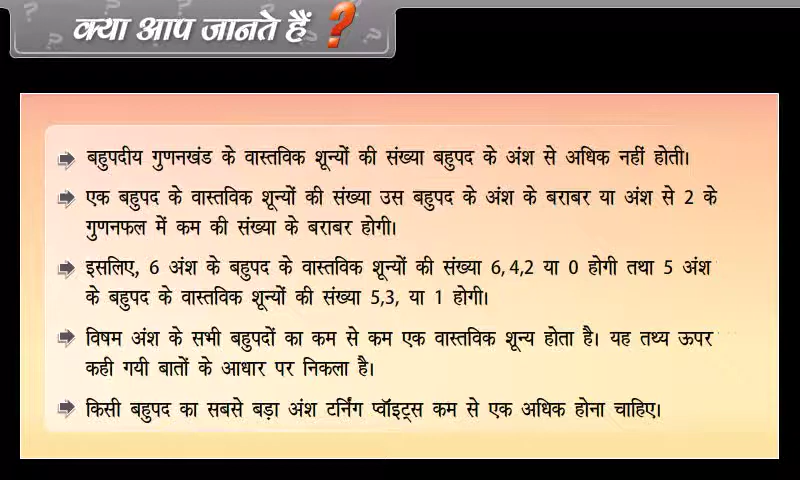 क्या आप जानते हैं ?
बहुपदीय गुणनखंड के वास्तविक शून्यों की संख्या बहुपद के अंश से अधिक नहीं होती।
एक बहुपद के वास्तविक शून्यों की संख्या उस बहुपद के अंश के बराबर या अंश से 2 के
गुणनफल में कम की संख्या के बराबर होगी।
इसलिए, 6 अंश के बहुपद के वास्तविक शून्यों की संख्या 6,4,2 या 0 होगी तथा 5 अंश
के बहुपद के वास्तविक शून्यों की संख्या 5,3, या 1 होगी।
विषम अंश के सभी बहुपदों का कम से कम एक वास्तविक शून्य होता है। यह तथ्य ऊपर
कही गयी बातों के आधार पर निकला है।
किसी बहुपद का सबसे बड़ा अंश टर्निंग प्वॉइट्स कम से एक अधिक होना चाहिए।